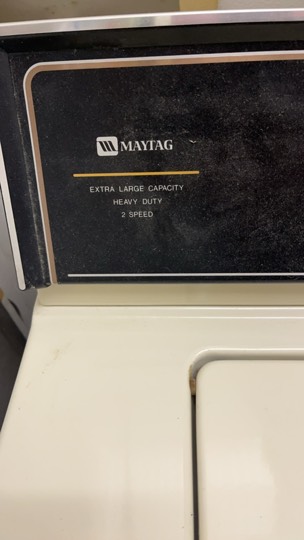 MAYTAG
EXTRA LARGE CAPACITY
HEAVY DUTY
2 SPEED